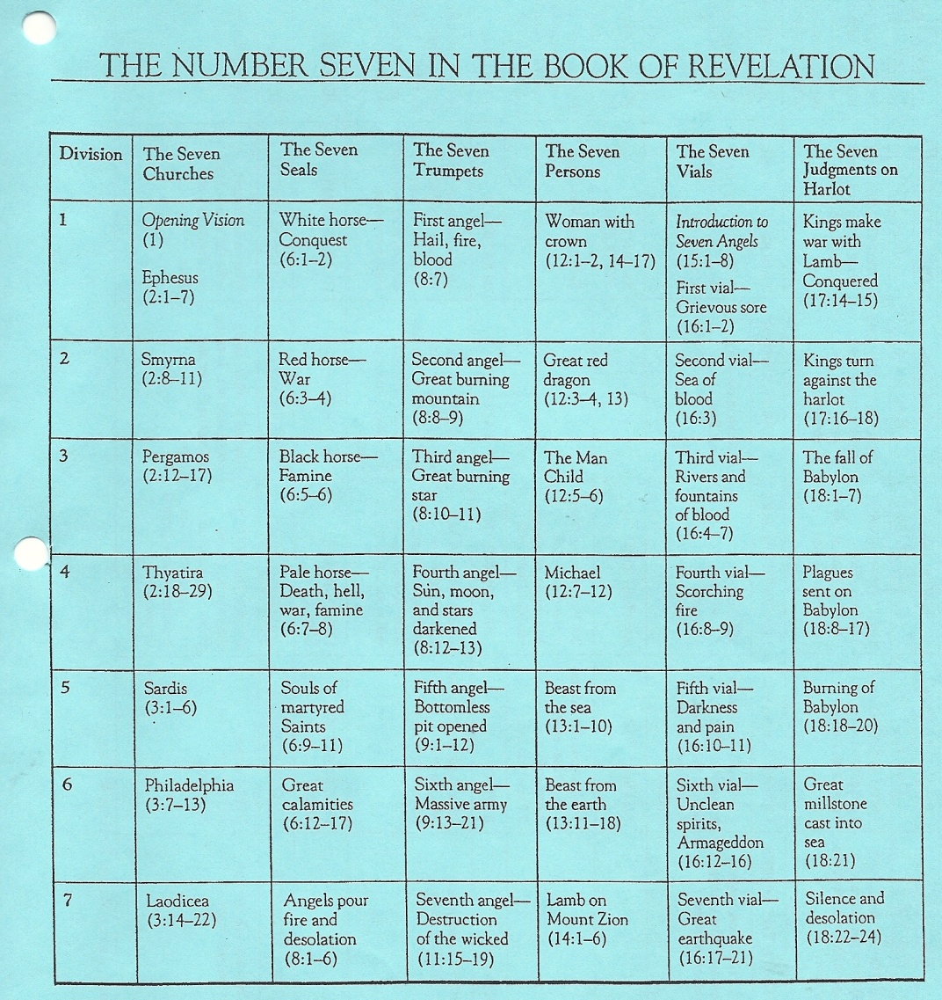 THE NUMBER SEVEN IN THE BOOK OF REVELATION
Division
The Seven
Churches
The Seven
Seals
The Seven
Trumpets
The Seven
Persons
The Seven
Vials
The Seven
Judgments on
Harlot
1
Opening Vision
(1)
Ephesus
(2:1–7)
White horse—
Conquest
(6:1–2)
First angel—
Hail, fire,
blood
(8:7)
Woman with
crown
(12:1–2, 14–17)
Introduction to
Seven Angels
(15:1–8)
First vial—
Grievous sore
(16:1–2)
Kings make
war with
Lamb—
Conquered
(17:14–15)
2
Smyrna
(2:8–11)
Red horse—
War
(6:3–4)
Second angel—
Great burning
mountain
(8:8–9)
Great red
dragon
(12:3–4, 13)
Second vial—
Sea of
blood
(16:3)
Kings turn
against the
harlot
(17:16–18)
3
Pergamos
(2:12–17)
Black horse—
Famine
(6:5–6)
Third angel—
Great burning
star
(8:10–11)
The Man
Child
(12:5–6)
Third vial—
Rivers and
fountains
of blood
(16:4–7)
The fall of
Babylon
(18:1–7)
4
Thyatira
(2:18–29)
Pale horse—
Death, hell,
war, famine
(6:7–8)
Fourth angel—
Sun, moon,
and stars
darkened
(8:12–13)
Michael
(12:7–12)
Fourth vial—
Scorching
fire
(16:8–9)
Plagues
sent on
Babylon
(18:8–17)
5
Sardis
(3:1–6)
Souls of
martyred
Saints
(6:9–11)
Fifth angel—
Bottomless
pit opened
(9:1–12)
Beast from
the sea
(13:1–10)
Fifth vial—
Darkness
and pain
(16:10–11)
Burning of
Babylon
(18:18–20)
6
Philadelphia
(3:7–13)
Great
calamities
(6:12–17)
Sixth angel—
Massive army
(9:13–21)
Beast from
the earth
(13:11–18)
Sixth vial—
Unclean
spirits,
Armageddon
(16:12–16)
Great
millstone
cast into
sea
(18:21)
7
Laodicea
(3:14–22)
Angels pour
fire and
desolation
(8:1–6)
Seventh angel—
Destruction
of the wicked
(11:15–19)
Lamb on
Mount Zion
(14:1–6)
Seventh vial—
Great
earthquake
(16:17–21)
Silence and
desolation
(18:22–24)